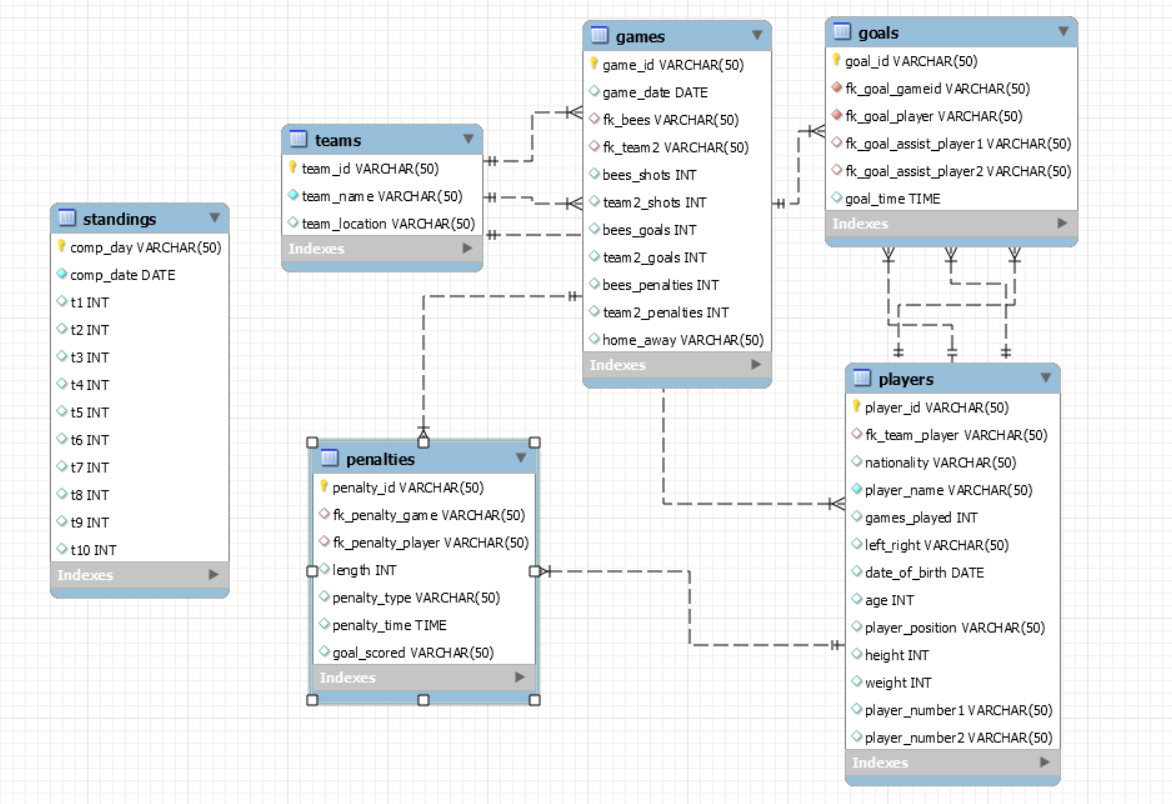 standings
comp_day VARCHAR(50)
comp_date DATE
t1 INT
t2 INT
t3 INT
t4 INT
t5 INT
t6 INT
t7 INT
t8 INT
t9 INT
t10 INT
Indexes
teams
team_id VARCHAR(50)
team_name VARCHAR(50)
team_location VARCHAR(50)
Indexes
penalties
penalty_id VARCHAR(50)
fk_penalty_game VARCHAR(50)
fk_penalty_player VARCHAR(50)
length INT
penalty_type VARCHAR(50)
penalty_time TIME
goal_scored VARCHAR(50)
Indexes
games
game_id VARCHAR(50)
game_date DATE
fk_bees VARCHAR(50)
fk_team2 VARCHAR(50)
bees_shots INT
team2_shots INT
bees_goals INT
team2_goals INT
bees_penalties INT
team2_penalties INT
home_away VARCHAR(50)
Indexes
goals
goal_id VARCHAR(50)
fk_goal_gameid VARCHAR(50)
fk_goal_player VARCHAR(50)
fk_goal_assist_player1 VARCHAR(50)
fk_goal_assist_player2 VARCHAR(50)
goal_time TIME
Indexes
players
player_id VARCHAR(50)
fk_team_player VARCHAR(50)
nationality VARCHAR(50)
player_name VARCHAR(50)
games_played INT
left_right VARCHAR(50)
date_of_birth DATE
age INT
player_position VARCHAR(50)
height INT
weight INT
player_number1 VARCHAR(50)
player_number2 VARCHAR(50)
Indexes